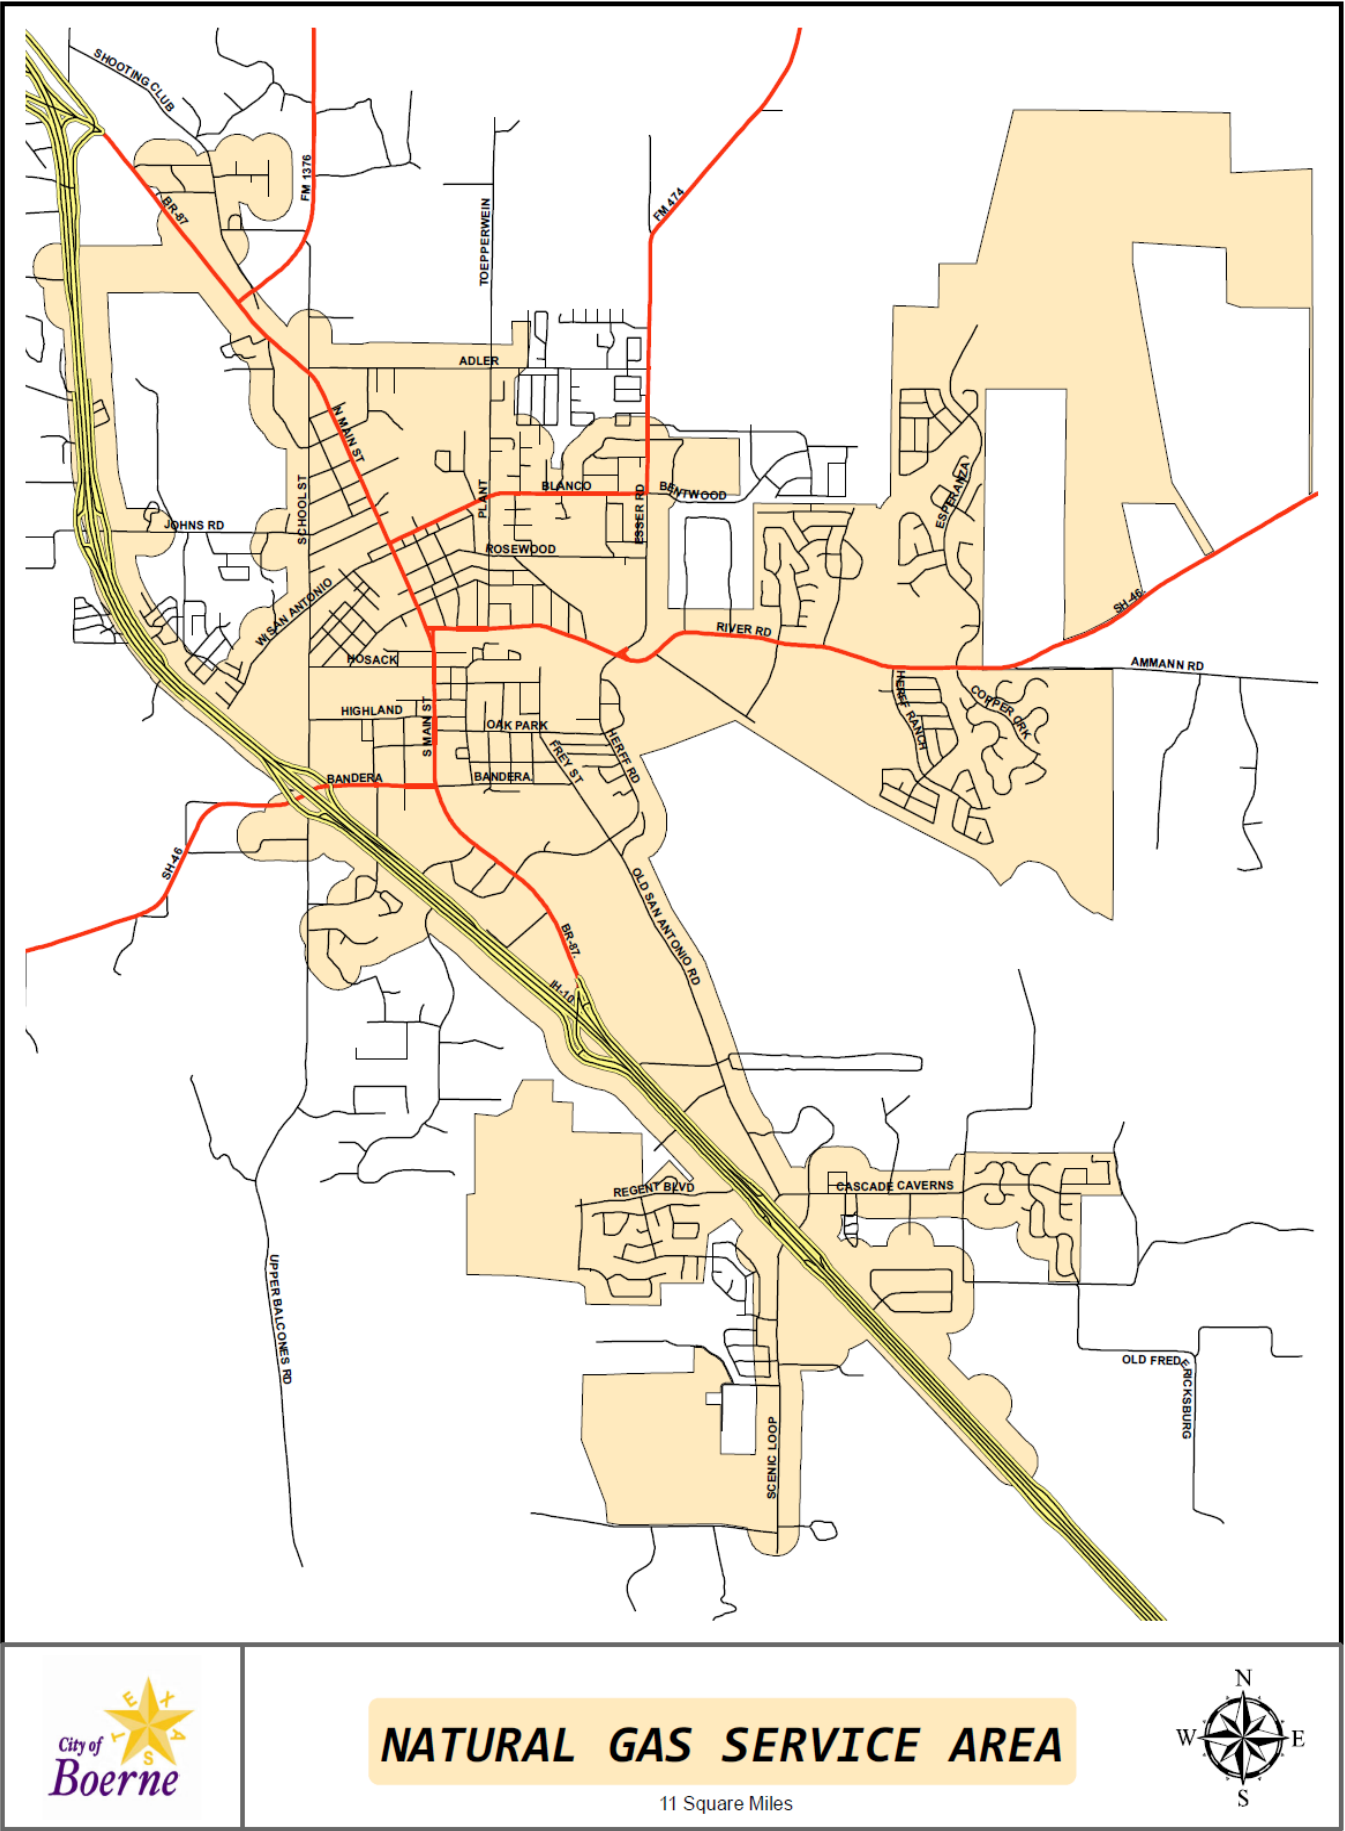 SHOOTING CLUB
FM 1376
BR-87
TOEPPERWEIN
FM 474
ADLER
N MAIN ST
SCHOOL ST
PLANT
BLANCO
BENTWOOD
ESSER RD
ESPERANZA
JOHNS RD
ROSEWOOD
W SAN ANTONIO
SH-46.
RIVER RD
AMMANN RD
HOSACK
HERFF RANCH
COPPER CRK
HIGHLAND
S MAIN ST
OAK PARK
FREY ST
HERFF RD
BANDERA
BANDERA.
SH-46
OLD SAN ANTONIO RD
BR-87.
IH-10
REGENT BLVD
CASCADE CAVERNS
UPPER BALCONES RD
OLD FREDERICKSBURG
SCENIC LOOP
TEXAS
City of
Boerne
NATURAL GAS SERVICE AREA
11 Square Miles
N
W
E
S